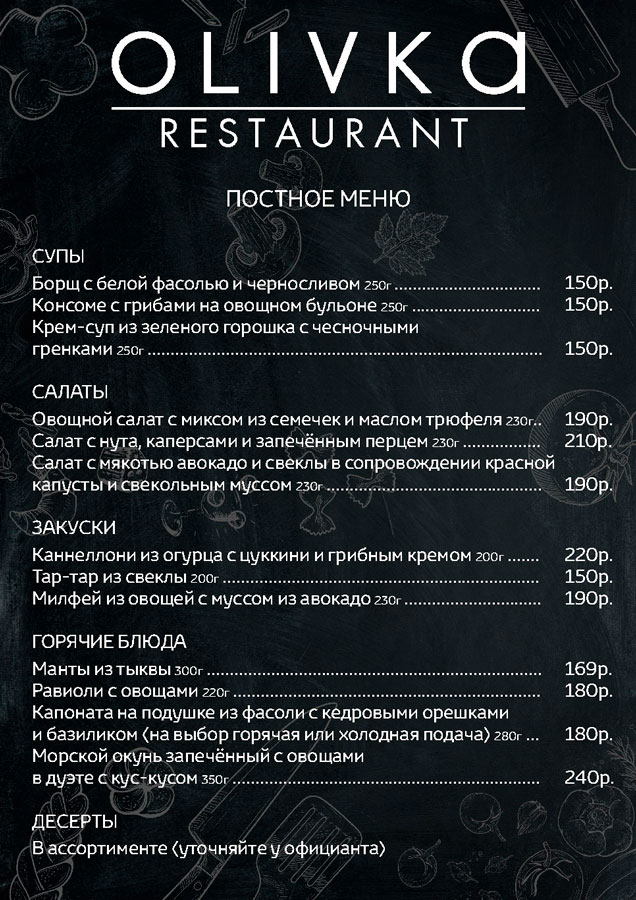 OLIVKA
RESTAURANT
ПОСТНОЕ МЕНЮ
СУПЫ
Борщ с белой фасолью и черносливом 250г ................................ 150р.
Консоме с грибами на овощном бульоне 250г ............................ 150р.
Крем-суп из зеленого горошка с чесночными
гренками 250г ....................................................................................... 150р.
САЛАТЫ
Овощной салат с миксом из семечек и маслом трюфеля 230г.. 190р.
Салат с нута, каперсами и запечённым перцем 230г ................. 210р.
Салат с мякотью авокадо и свеклы в сопровождении красной
капусты и свекольным муссом 230г ............................................... 190р.
ЗАКУСКИ
Каннеллони из огурца с цуккини и грибным кремом 200г ....... 220р.
Тар-тар из свеклы 200г ...................................................................... 150р.
Милфей из овощей с муссом из авокадо 230г .............................. 190р.
ГОРЯЧИЕ БЛЮДА
Манты из тыквы 300г ......................................................................... 169р.
Равиоли с овощами 220г .................................................................... 180р.
Капоната на подушке из фасоли с кедровыми орешками
и базиликом (на выбор горячая или холодная подача) 280г ... 180р.
Морской окунь запечённый с овощами
в дуэте с кус-кусом 350г .................................................................... 240р.
ДЕСЕРТЫ
В ассортименте (уточняйте у официанта)